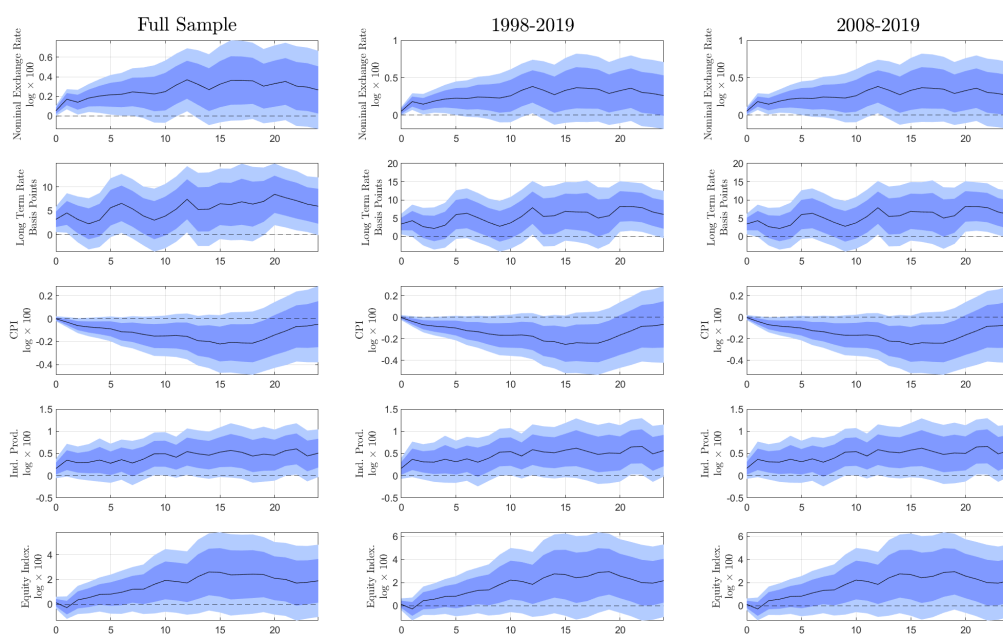 Full Sample
1998-2019
2008-2019
Nominal Exchange Rate
log × 100
0.6
0.4
0.2
0
0 5 10 15 20
Nominal Exchange Rate
log × 100
1
0.5
0
0 5 10 15 20
Nominal Exchange Rate
log × 100
1
0.5
0
0 5 10 15 20
Long Term Rate
Basis Points
10
5
0
0 5 10 15 20
Long Term Rate
Basis Points
20
15
10
5
0
0 5 10 15 20
Long Term Rate
Basis Points
20
15
10
5
0
0 5 10 15 20
CPI
log × 100
0.2
0
-0.2
-0.4
0 5 10 15 20
CPI
log × 100
0.2
0
-0.2
-0.4
0 5 10 15 20
CPI
log × 100
0.2
0
-0.2
-0.4
0 5 10 15 20
Ind. Prod.
log × 100
1.5
1
0.5
0
-0.5
0 5 10 15 20
Ind. Prod.
log × 100
1.5
1
0.5
0
-0.5
0 5 10 15 20
Ind. Prod.
log × 100
1.5
1
0.5
0
-0.5
0 5 10 15 20
Equity Index.
log × 100
4
2
0
0 5 10 15 20
Equity Index.
log × 100
6
4
2
0
0 5 10 15 20
Equity Index.
log × 100
6
4
2
0
0 5 10 15 20